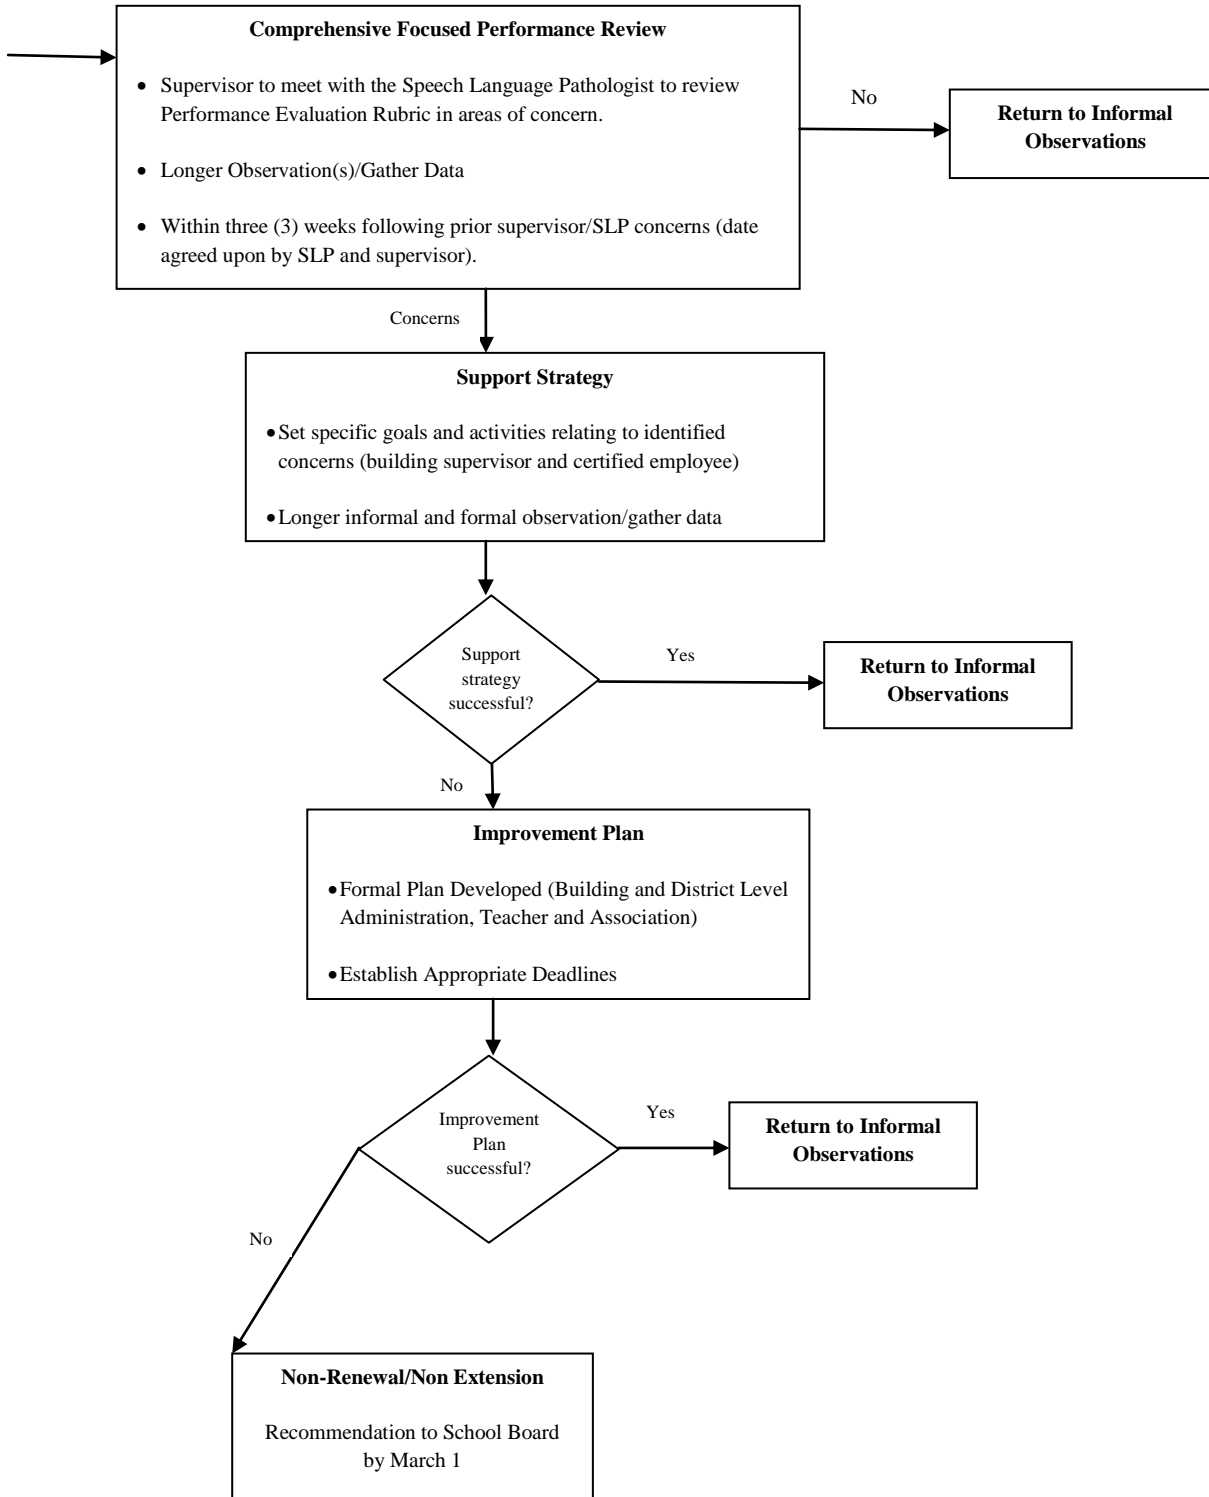 Comprehensive Focused Performance Review
• Supervisor to meet with the Speech Language Pathologist to review
Performance Evaluation Rubric in areas of concern.
• Longer Observation(s)/Gather Data
• Within three (3) weeks following prior supervisor/SLP concerns (date
agreed upon by SLP and supervisor).
No
Return to Informal
Observations
Concerns
Support Strategy
• Set specific goals and activities relating to identified
concerns (building supervisor and certified employee)
• Longer informal and formal observation/gather data
Support
strategy
successful?
Yes
Return to Informal
Observations
No
Improvement Plan
• Formal Plan Developed (Building and District Level
Administration, Teacher and Association)
• Establish Appropriate Deadlines
Improvement
Plan
successful?
Yes
Return to Informal
Observations
No
Non-Renewal/Non Extension
Recommendation to School Board
by March 1